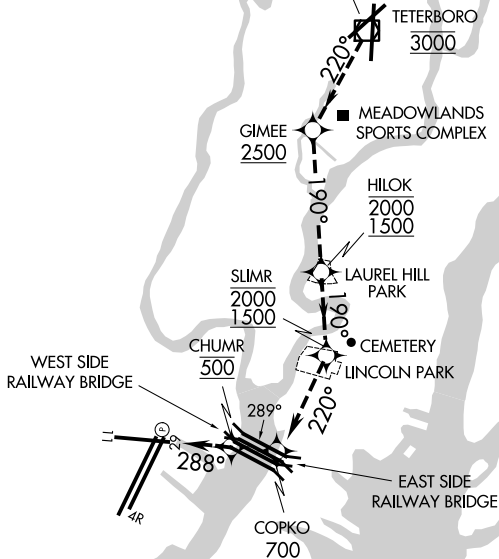 TETERBORO
3000
220°
MEADOWLANDS
SPORTS COMPLEX
GIMEE
2500
190°
HILOK
2000
1500
SLIMR
2000
1500
LAUREL HILL
PARK
190°
CEMETERY
CHUMR
500
LINCOLN PARK
WEST SIDE
RAILWAY BRIDGE
289°
220°
P
11
29
288°
4R
EAST SIDE
RAILWAY BRIDGE
COPKO
700